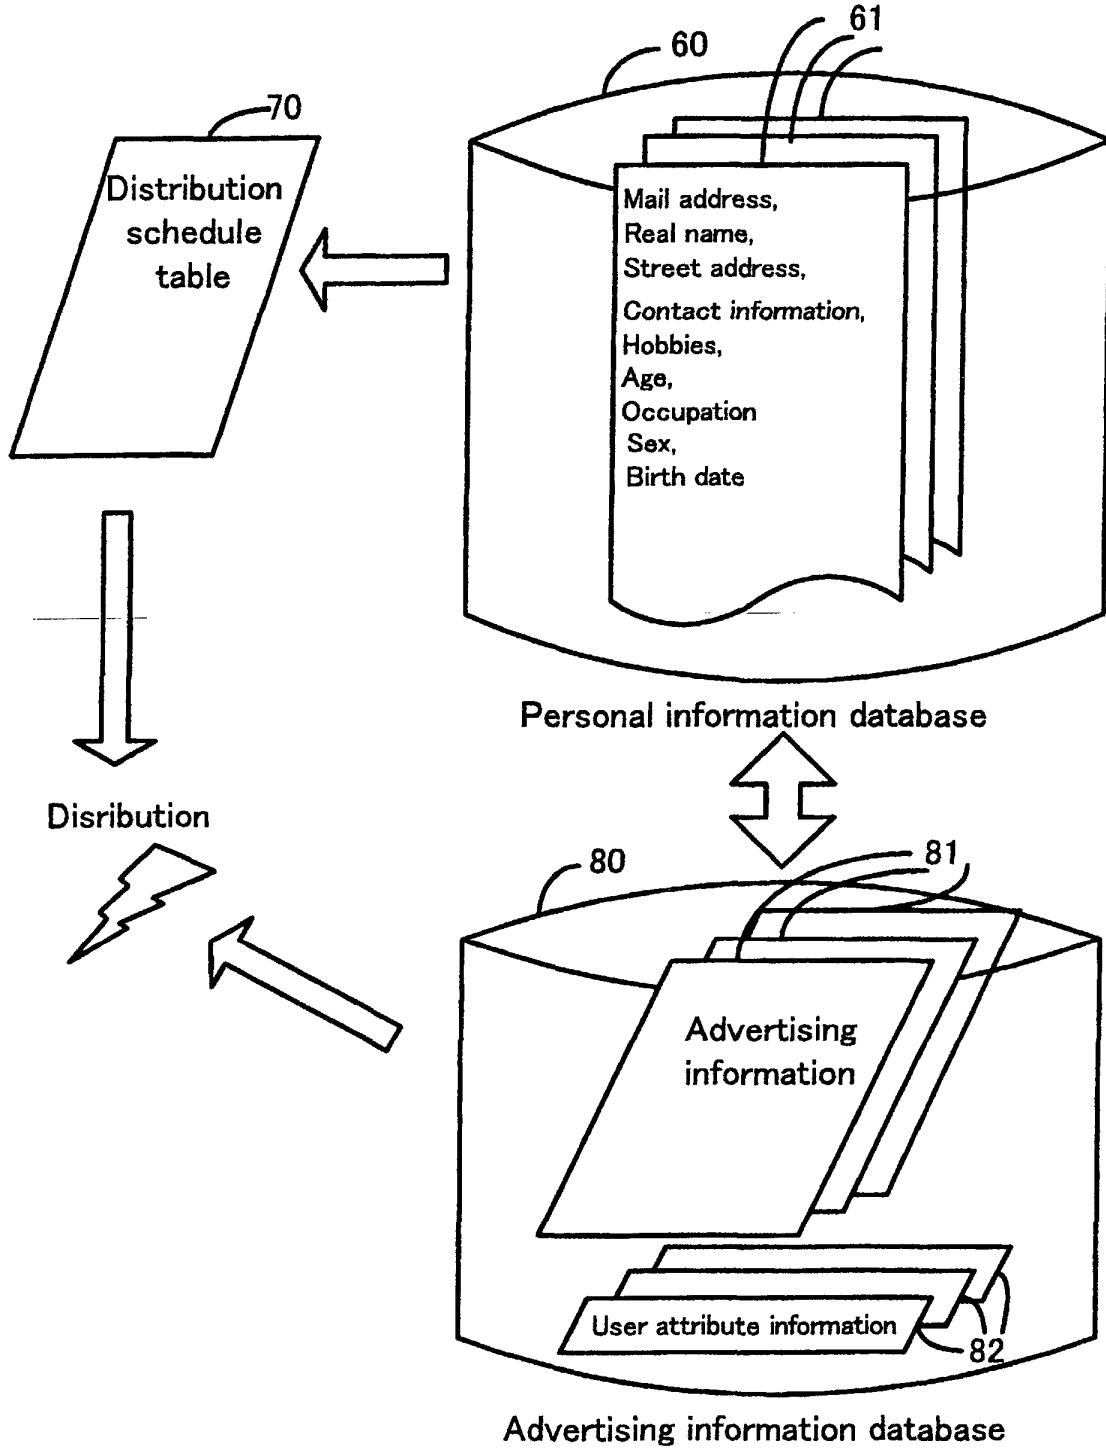 61
60
70
Distribution
schedule
table
Mail address,
Real name,
Street address,
Contact information,
Hobbies,
Age,
Occupation
Sex,
Birth date
Personal information database
Disribution
80
81
Advertising
information
User attribute information
82
Advertising information database